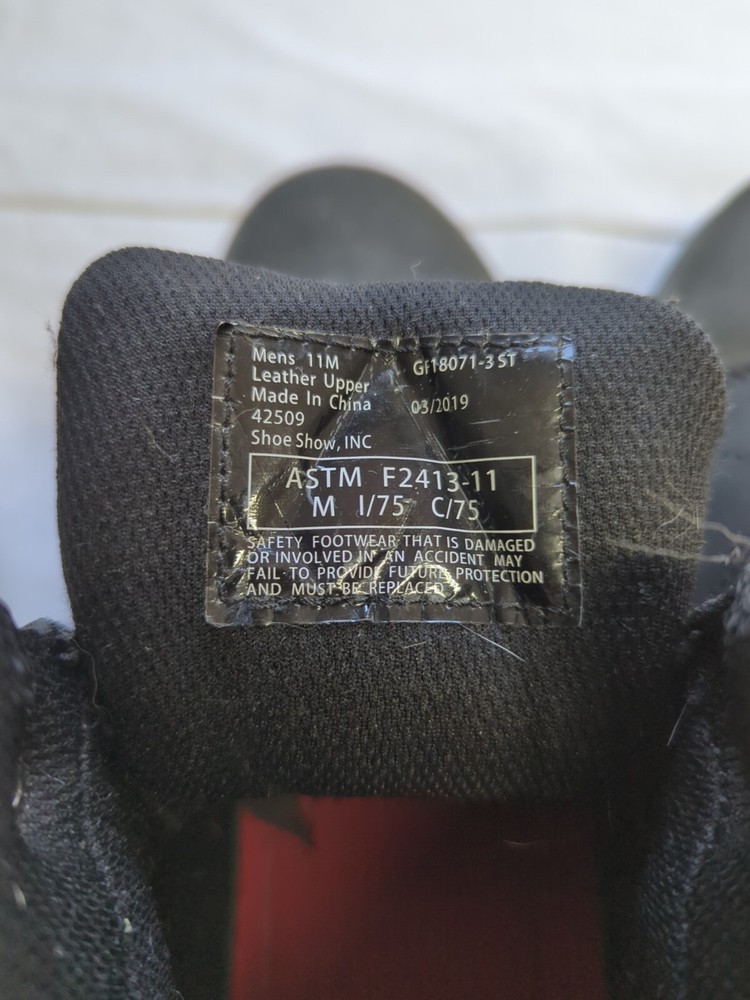 Mens 11M GF18071-3 ST
Leather Upper
Made In China 03/2019
42509
Shoe Show, INC
ASTM F2413-11
M I/75 C/75
SAFETY FOOTWEAR THAT IS DAMAGED
OR INVOLVED IN AN ACCIDENT MAY
FAIL TO PROVIDE FUTURE PROTECTION
AND MUST BE REPLACED